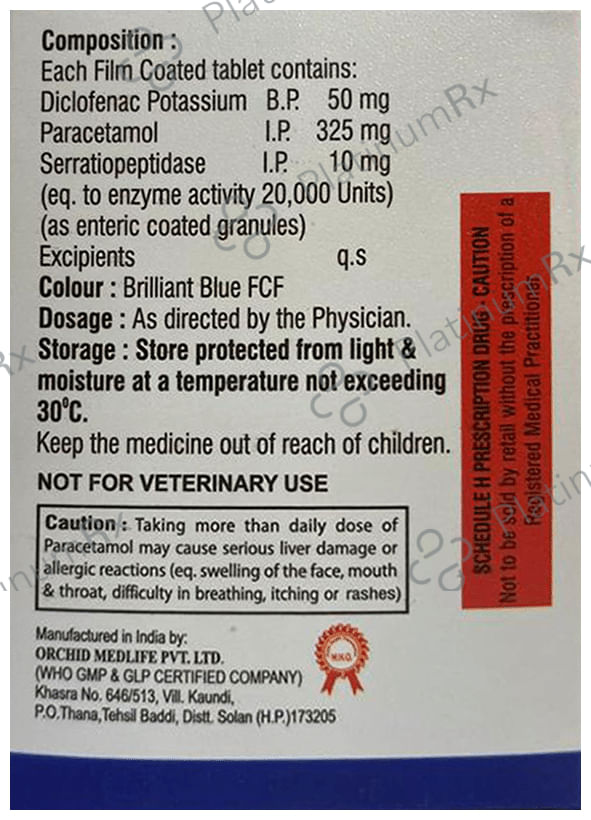 Composition :
Each Film Coated tablet contains:
Diclofenac Potassium B.P. 50 mg
Paracetamol I.P. 325 mg
Serratiopeptidase I.P. 10 mg
(eq. to enzyme activity 20,000 Units)
(as enteric coated granules)
Excipients q.s
Colour : Brilliant Blue FCF
Dosage : As directed by the Physician.
Storage : Store protected from light &
moisture at a temperature not exceeding
30⁰C.
Keep the medicine out of reach of children.
NOT FOR VETERINARY USE
Caution : Taking more than daily dose of
Paracetamol may cause serious liver damage or
allergic reactions (eq. swelling of the face, mouth
& throat, difficulty in breathing, itching or rashes)
Manufactured in India by:
ORCHID MEDLIFE PVT. LTD.
(WHO GMP & GLP CERTIFIED COMPANY)
Khasra No. 646/513, Vill. Kaundi,
P.O.Thana,Tehsil Baddi, Distt. Solan (H.P.)173205
W.H.O.
SCHEDULE H PRESCRIPTION DRUG - CAUTION
Not to be sold by retail without the prescription of a
Registered Medical Practitioner
PlatinumRx
PlatinumRx
PlatinumRx